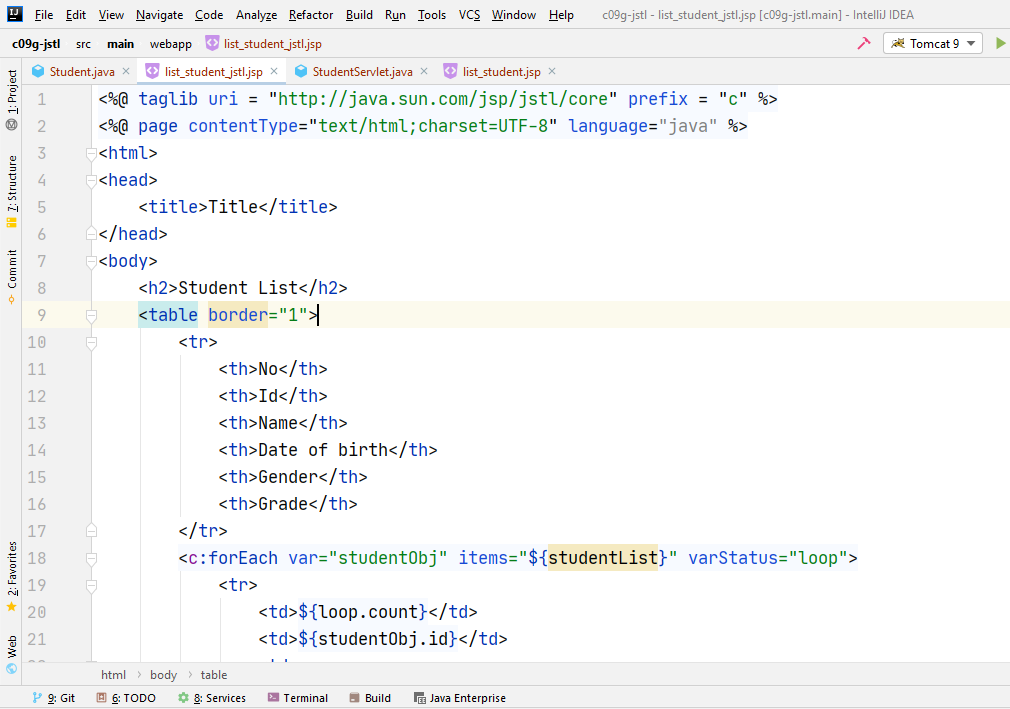 File Edit View Navigate Code Analyze Refactor Build Run Tools VCS Window Help c09g-jstl - list_student_jstl.jsp [c09g-jstl.main] - IntelliJ IDEA
c09g-jstl src main webapp list_student_jstl.jsp Tomcat 9
Student.java list_student_jstl.jsp StudentServlet.java list_student.jsp
1: Project
7: Structure
Commit
2: Favorites
Web
1 <%@ taglib uri = "http://java.sun.com/jsp/jstl/core" prefix = "c" %>
2 <%@ page contentType="text/html;charset=UTF-8" language="java" %>
3 <html>
4 <head>
5 <title>Title</title>
6 </head>
7 <body>
8 <h2>Student List</h2>
9 <table border="1">
10 <tr>
11 <th>No</th>
12 <th>Id</th>
13 <th>Name</th>
14 <th>Date of birth</th>
15 <th>Gender</th>
16 <th>Grade</th>
17 </tr>
18 <c:forEach var="studentObj" items="${studentList}" varStatus="loop">
19 <tr>
20 <td>${loop.count}</td>
21 <td>${studentObj.id}</td>
html body table
9: Git 6: TODO 8: Services Terminal Build Java Enterprise